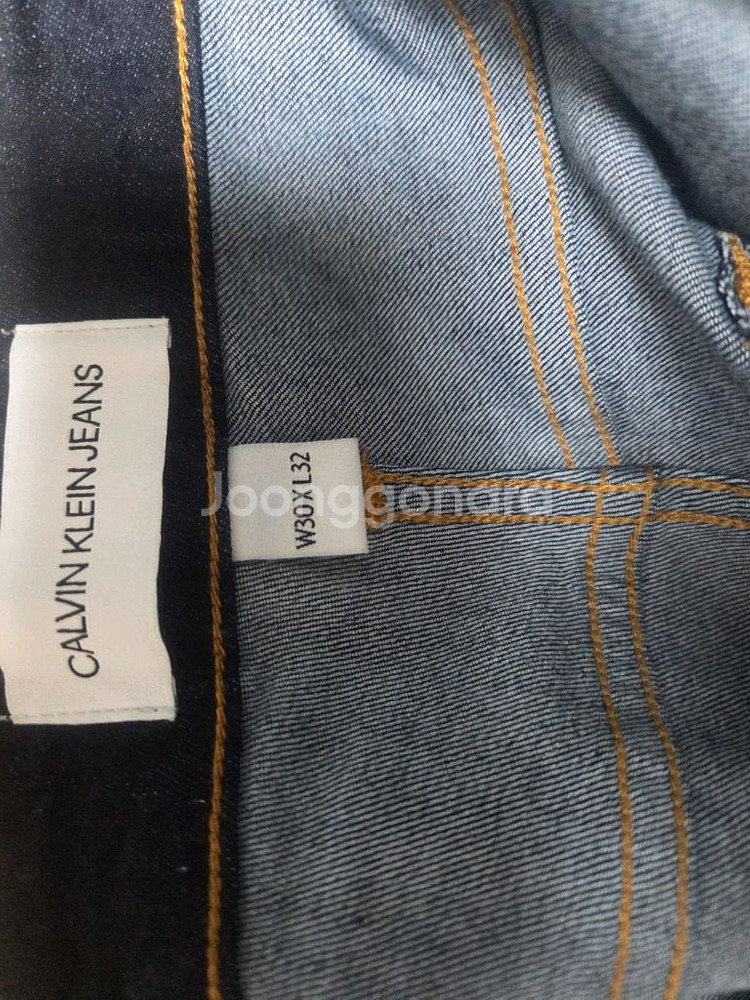 CALVIN KLEIN JEANS
W30 X L32
Joonggonara